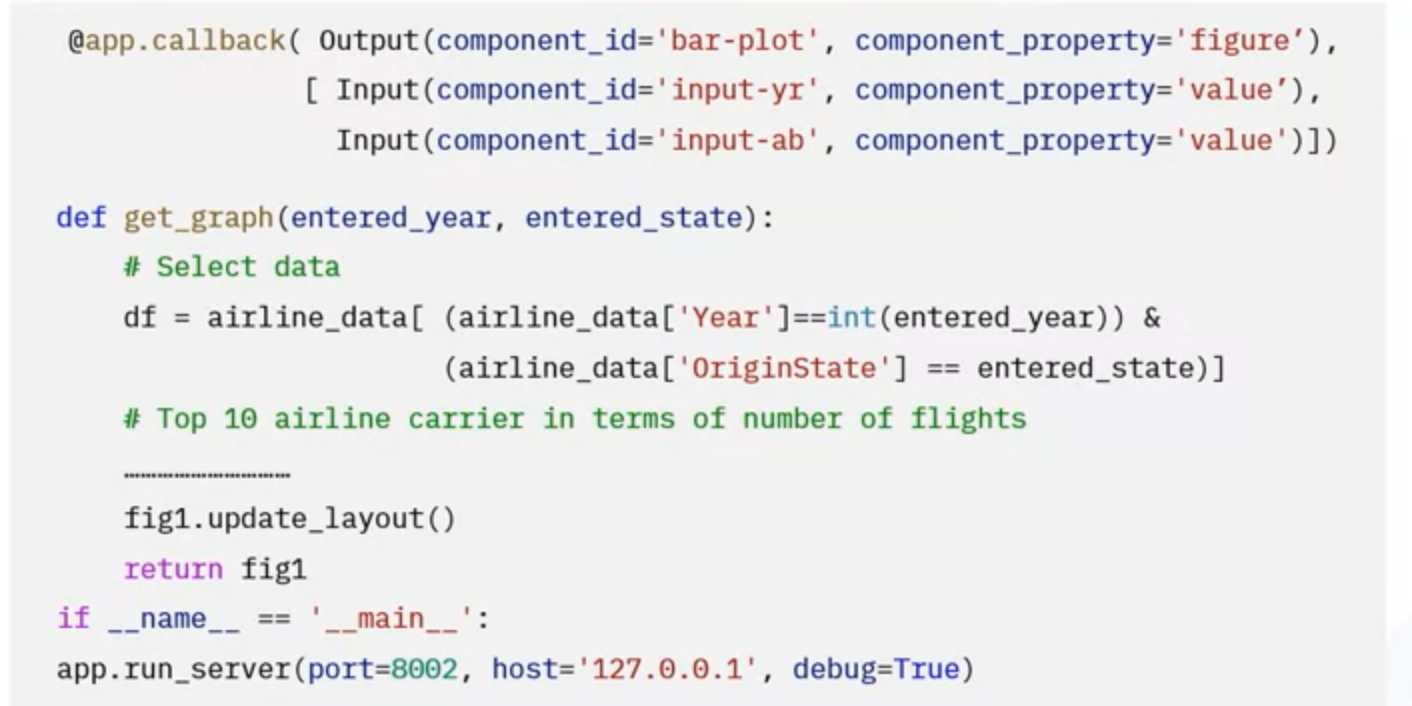 @app.callback( Output(component_id='bar-plot', component_property='figure’),
[ Input(component_id='input-yr', component_property='value’),
Input(component_id='input-ab', component_property='value')])
def get_graph(entered_year, entered_state):
# Select data
df = airline_data[ (airline_data['Year']==int(entered_year)) &
(airline_data['OriginState'] == entered_state)]
# Top 10 airline carrier in terms of number of flights
……………………………
fig1.update_layout()
return fig1
if __name__ == '__main__':
app.run_server(port=8002, host='127.0.0.1', debug=True)